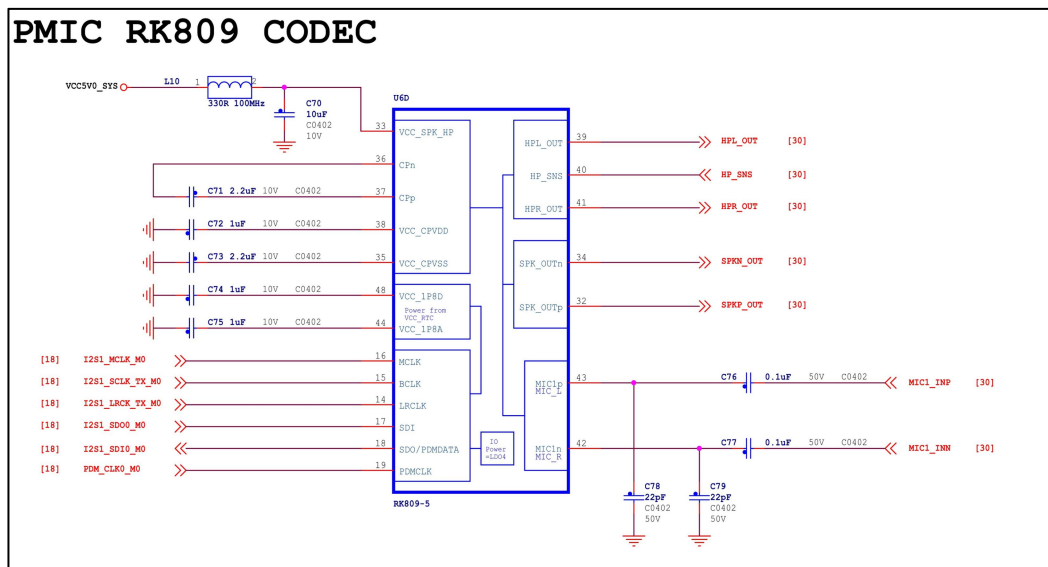 PMIC RK809 CODEC
VCC5V0_SYS
L10
1
2
330R 100MHz
C70
10uF
C0402
10V
U6D
33
VCC_SPK_HP
36
CPn
C71 2.2uF 10V C0402
37
CPp
C72 1uF 10V C0402
38
VCC_CPVDD
C73 2.2uF 10V C0402
35
VCC_CPVSS
C74 1uF 10V C0402
48
VCC_1P8D
Power from
VCC_RTC
C75 1uF 10V C0402
44
VCC_1P8A
[18] I2S1_MCLK_M0
16
MCLK
[18] I2S1_SCLK_TX_M0
15
BCLK
[18] I2S1_LRCK_TX_M0
14
LRCLK
[18] I2S1_SDO0_M0
17
SDI
[18] I2S1_SDI0_M0
18
SDO/PDMDATA
[18] PDM_CLK0_M0
19
PDMCLK
IO
Power
=LDO4
RK809-5
HPL_OUT
39
HPL_OUT [30]
HP_SNS
40
HP_SNS [30]
HPR_OUT
41
HPR_OUT [30]
SPK_OUTn
34
SPKN_OUT [30]
SPK_OUTp
32
SPKP_OUT [30]
MIC1p
MIC_L
43
C76 0.1uF 50V C0402
MIC1_INP [30]
MIC1n
MIC_R
42
C77 0.1uF 50V C0402
MIC1_INN [30]
C78
22pF
C0402
50V
C79
22pF
C0402
50V